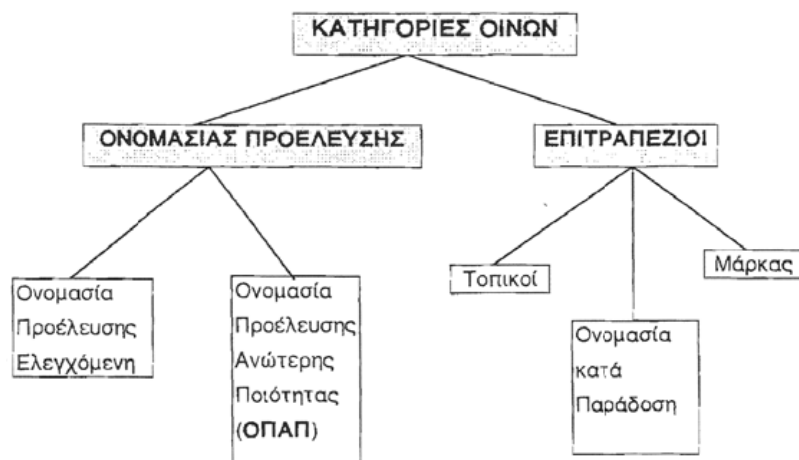 ΚΑΤΗΓΟΡΙΕΣ ΟΙΝΩΝ
ΟΝΟΜΑΣΙΑΣ ΠΡΟΕΛΕΥΣΗΣ
ΕΠΙΤΡΑΠΕΖΙΟΙ
Ονομασία
Προέλευσης
Ελεγχόμενη
Ονομασία
Προέλευσης
Ανώτερης
Ποιότητας
(ΟΠΑΠ)
Τοπικοί
Ονομασία
κατά
Παράδοση
Μάρκας